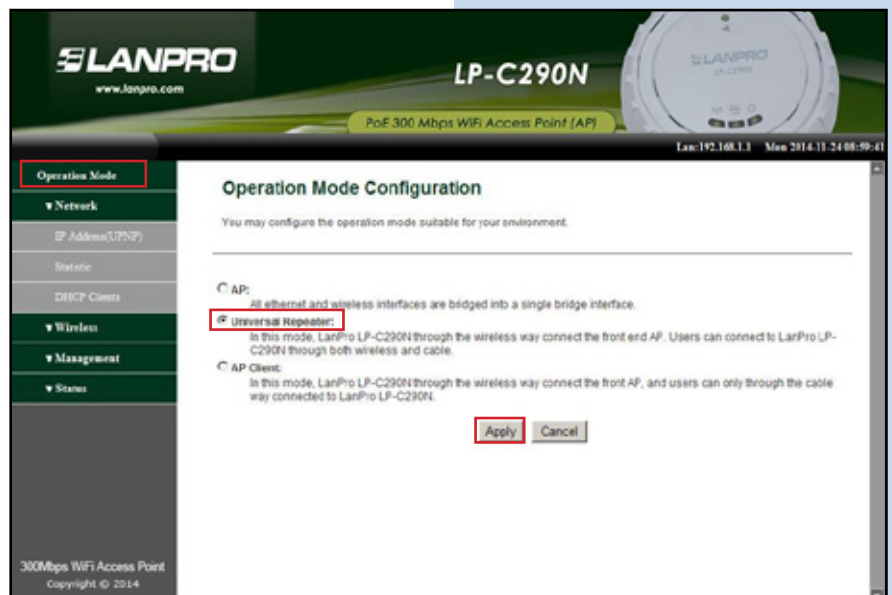 LANPRO
www.lanpro.com
LP-C290N
PoE 300 Mbps WiFi Access Point (AP)
LANPRO
LP-C290N
Lan:192.168.1.1 Mon 2014-11-24 08:59:41
Operation Mode
Network
IP Address(UPNP)
Statistic
DHCP Clients
Wireless
Management
Status
300Mbps WiFi Access Point
Copyright © 2014
Operation Mode Configuration
You may configure the operation mode suitable for your environment.
AP:
All ethernet and wireless interfaces are bridged into a single bridge interface.
Universal Repeater:
In this mode, LanPro LP-C290N through the wireless way connect the front end AP. Users can connect to LanPro LP-
C290N through both wireless and cable.
AP Client:
In this mode, LanPro LP-C290N through the wireless way connect the front AP, and users can only through the cable
way connected to LanPro LP-C290N.
Apply Cancel